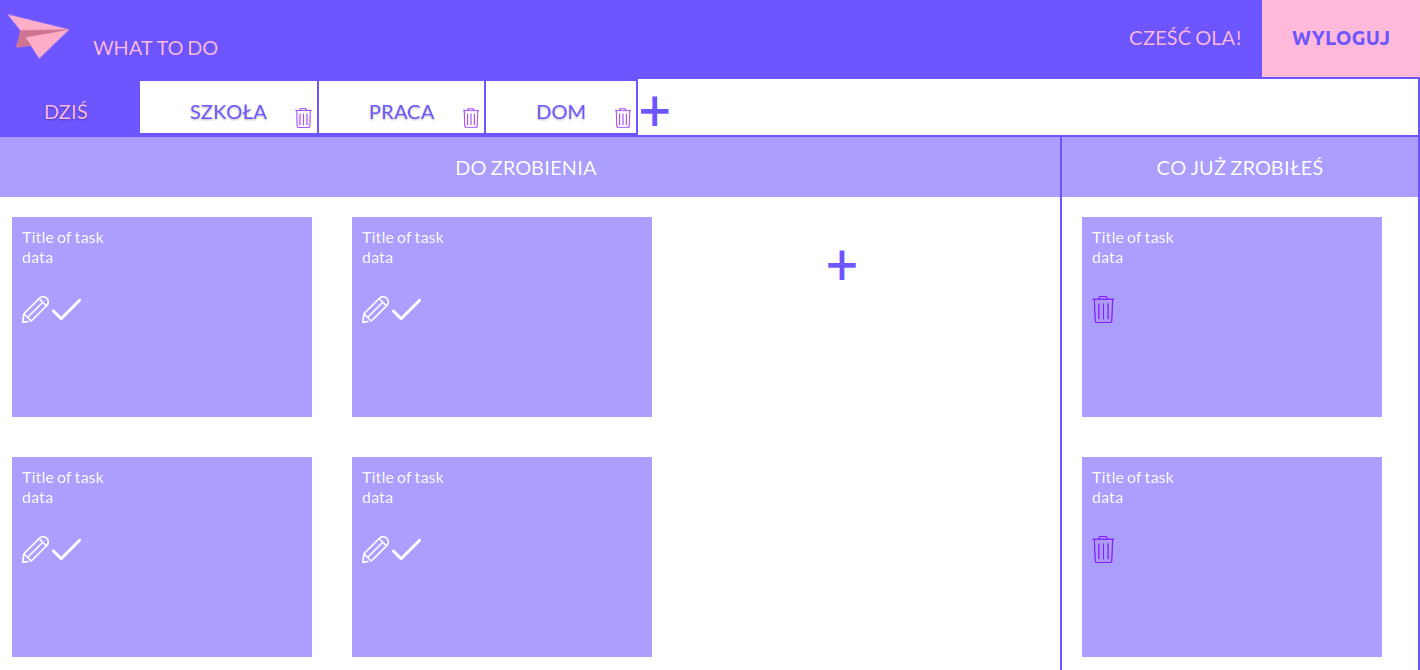 WHAT TO DO
CZEŚĆ OLA!
WYLOGUJ
DZIŚ
SZKOŁA
PRACA
DOM
DO ZROBIENIA
CO JUŻ ZROBIŁEŚ
Title of task
data
Title of task
data
Title of task
data
Title of task
data
Title of task
data
Title of task
data